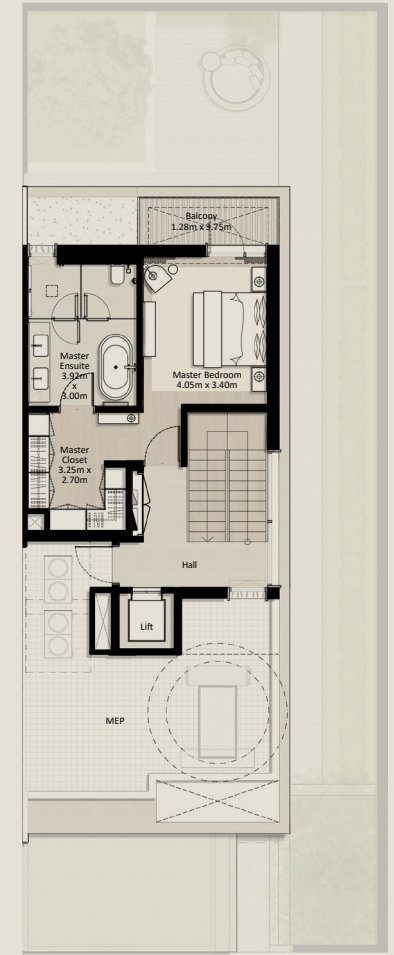 Balcony
1.28m x 3.75m
Master
Ensuite
3.92m
x
3.00m
Master Bedroom
4.05m x 3.40m
Master
Closet
3.25m x
2.70m
Hall
Lift
MEP